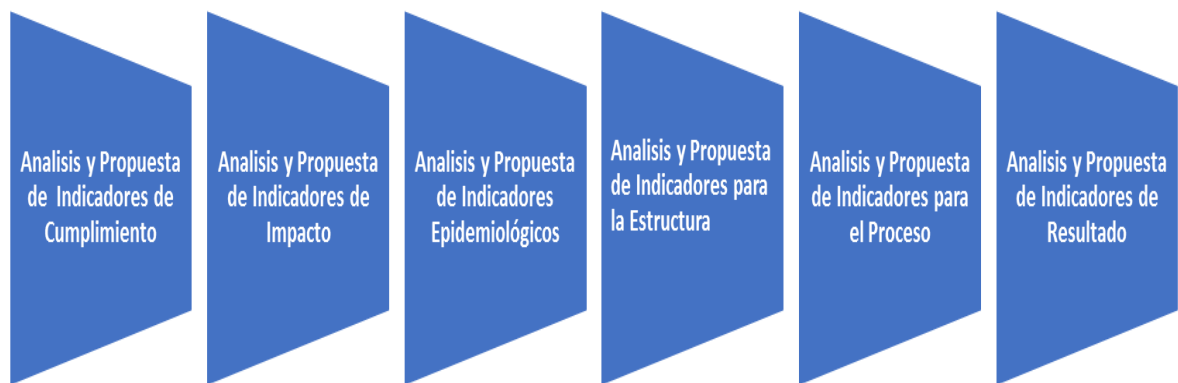 Analisis y Propuesta
de Indicadores de
Cumplimiento
Analisis y Propuesta
de Indicadores de
Impacto
Analisis y Propuesta
de Indicadores
Epidemiológicos
Analisis y Propuesta
de Indicadores para
la Estructura
Analisis y Propuesta
de Indicadores para
el Proceso
Analisis y Propuesta
de Indicadores de
Resultado